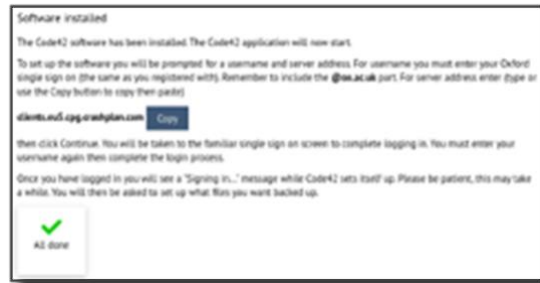 Software installed
The Code42 software has been installed. The Code42 application will now start.
To set up the software you will be prompted for a username and server address. For username you must enter your Oxford
single sign on (the same as you registered with). Remember to include the @ox.ac.uk part. For server address enter (type or
use the Copy button to copy then paste)
clients.eu5.cpg.crashplan.com Copy
then click Continue. You will be taken to the familiar single sign on screen to complete logging in. You must enter your
username again then complete the login process.
Once you have logged in you will see a "Signing in..." message while Code42 sets itself up. Please be patient, this may take
a while. You will then be asked to set up what files you want backed up.
All done